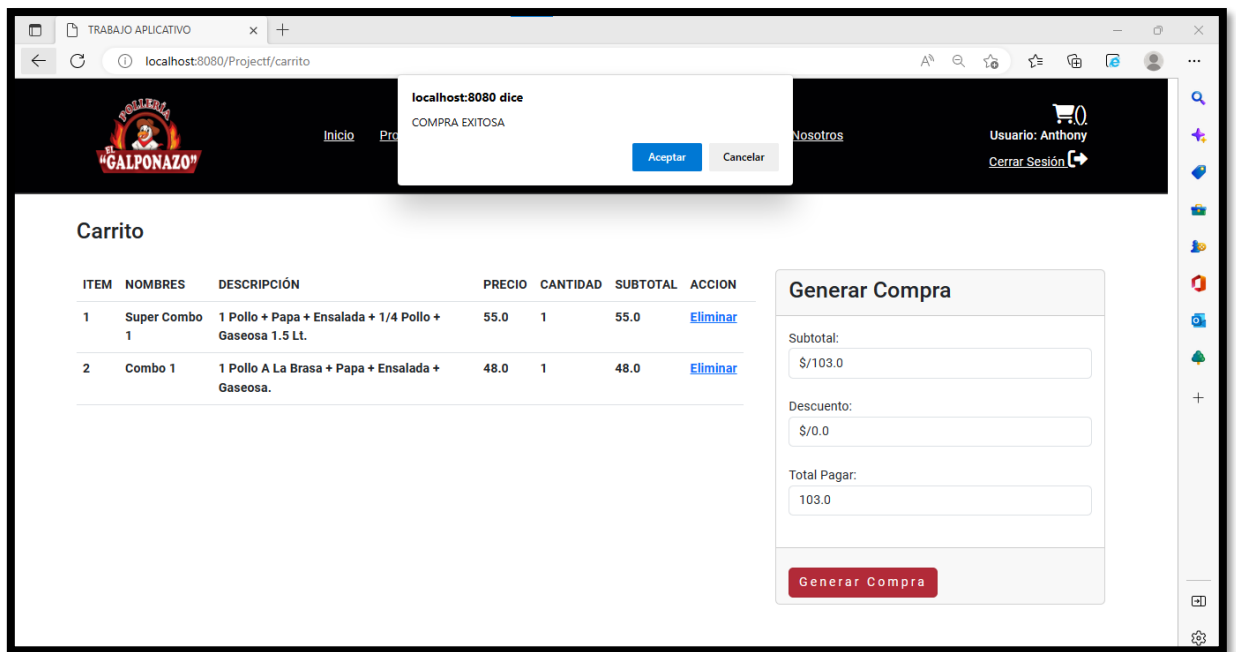 TRABAJO APLICATIVO
localhost:8080/Projectf/carrito
localhost:8080 dice
COMPRA EXITOSA
Aceptar Cancelar
POLLERÍA
EL
"GALPONAZO"
Inicio Nosotros
()
Usuario: Anthony
Cerrar Sesión
Carrito
ITEM NOMBRES DESCRIPCIÓN PRECIO CANTIDAD SUBTOTAL ACCION
1 Super Combo 1 Pollo + Papa + Ensalada + 1/4 Pollo + 55.0 1 55.0 Eliminar
1 Gaseosa 1.5 Lt.
2 Combo 1 1 Pollo A La Brasa + Papa + Ensalada + 48.0 1 48.0 Eliminar
Gaseosa.
Generar Compra
Subtotal:
$/103.0
Descuento:
$/0.0
Total Pagar:
103.0
Generar Compra